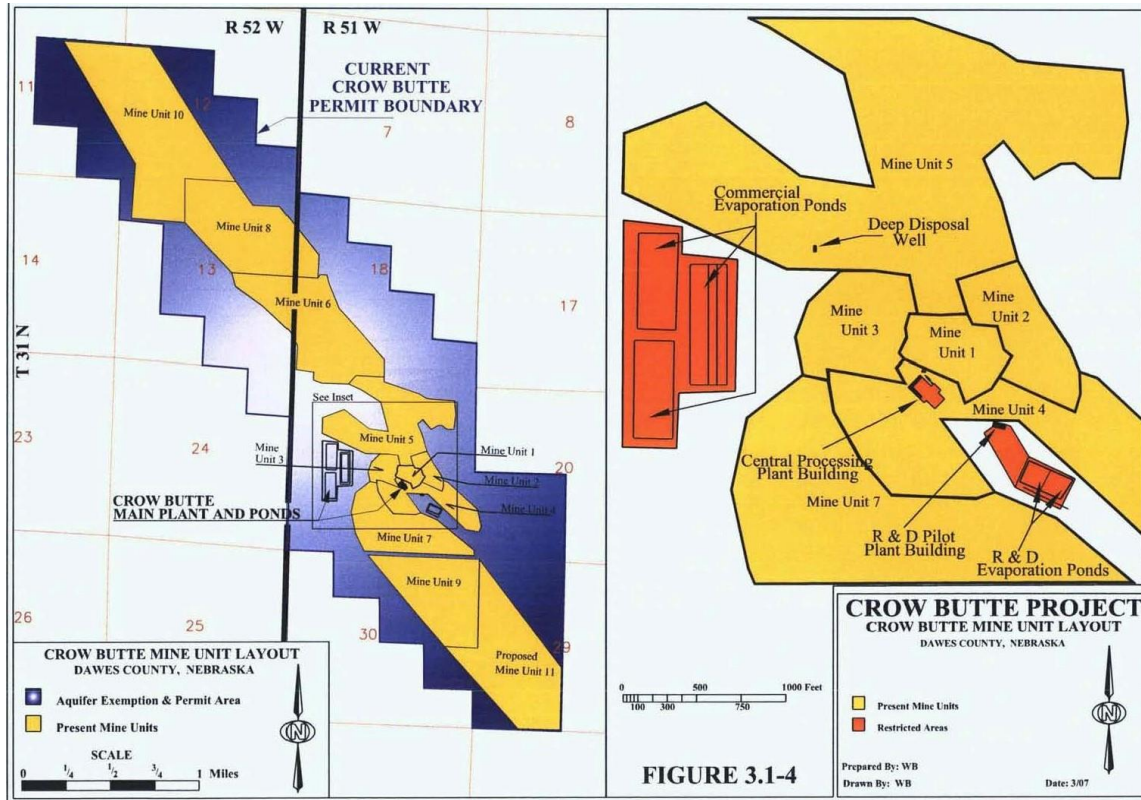 R 52 W
R 51 W
CURRENT
CROW BUTTE
PERMIT BOUNDARY
11
12
7
8
Mine Unit 10
14
13
18
17
Mine Unit 8
Mine Unit 6
T 31 N
See Inset
23
24
20
Mine Unit 5
Mine
Unit 3
Mine Unit 1
Mine Unit 2
Mine Unit 4
CROW BUTTE
MAIN PLANT AND PONDS
Mine Unit 7
Mine Unit 9
26
25
30
29
Proposed
Mine Unit 11
CROW BUTTE MINE UNIT LAYOUT
DAWES COUNTY, NEBRASKA
Aquifer Exemption & Permit Area
Present Mine Units
N
SCALE
0 1/4 1/2 3/4 1 Miles
Mine Unit 5
Commercial
Evaporation Ponds
Deep Disposal
Well
Mine
Unit 3
Mine
Unit 2
Mine
Unit 1
Mine Unit 4
Central Processing
Plant Building
Mine Unit 7
R & D Pilot
Plant Building
R & D
Evaporation Ponds
0 500 1000 Feet
100 300 750
FIGURE 3.1-4
CROW BUTTE PROJECT
CROW BUTTE MINE UNIT LAYOUT
DAWES COUNTY, NEBRASKA
Present Mine Units
Restricted Areas
N
Prepared By: WB
Drawn By: WB
Date: 3/07